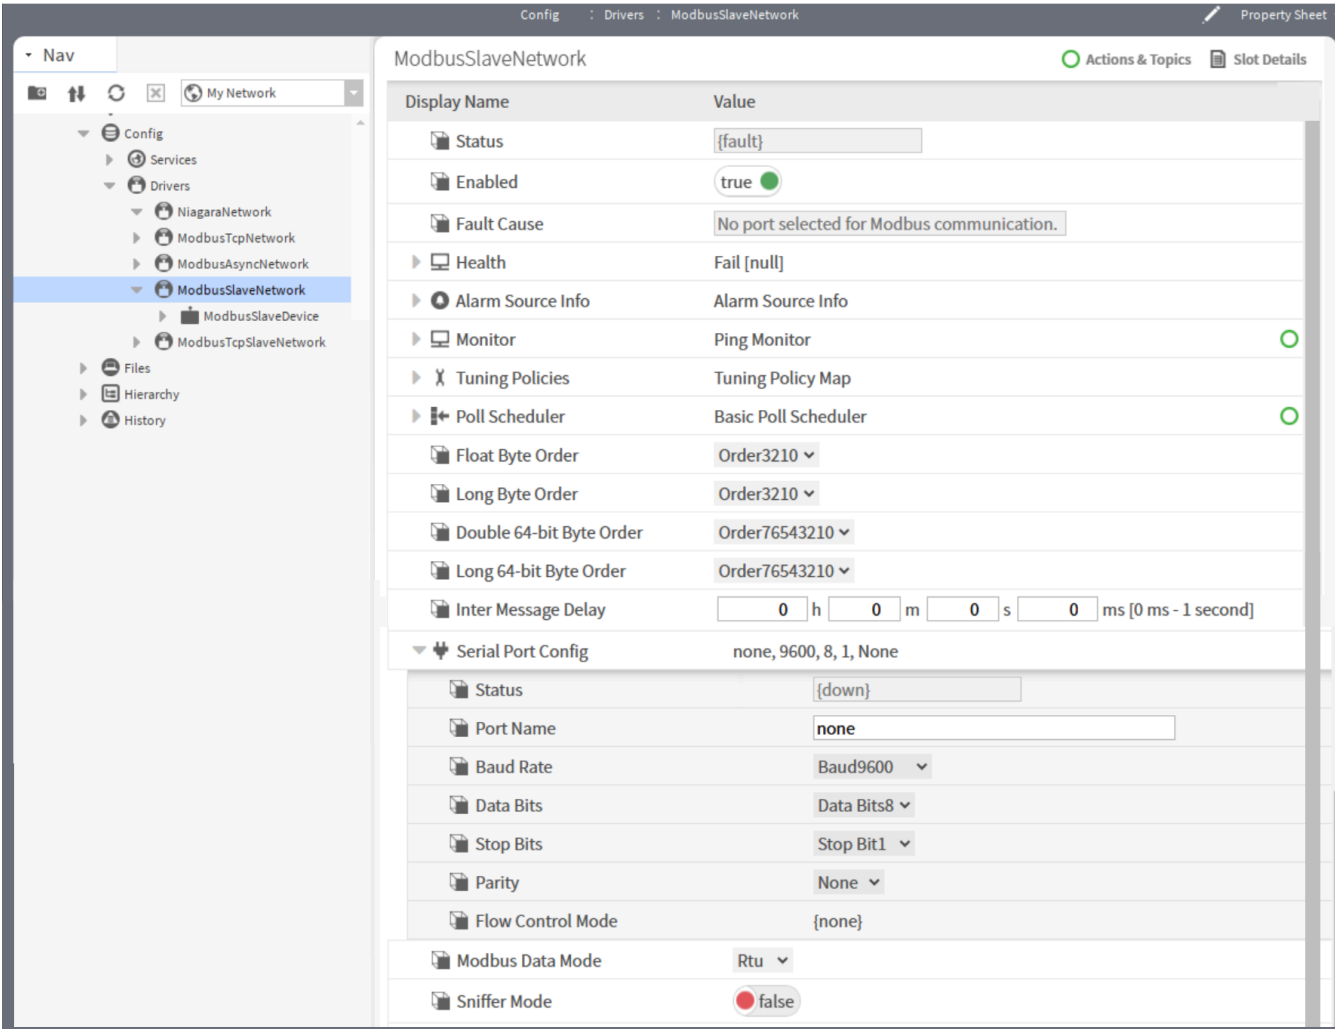 Config : Drivers : ModbusSlaveNetwork
Property Sheet
Nav
My Network
Config
Services
Drivers
NiagaraNetwork
ModbusTcpNetwork
ModbusAsyncNetwork
ModbusSlaveNetwork
ModbusSlaveDevice
ModbusTcpSlaveNetwork
Files
Hierarchy
History
ModbusSlaveNetwork
Actions & Topics Slot Details
Display Name Value
Status {fault}
Enabled true
Fault Cause No port selected for Modbus communication.
Health Fail [null]
Alarm Source Info Alarm Source Info
Monitor Ping Monitor
Tuning Policies Tuning Policy Map
Poll Scheduler Basic Poll Scheduler
Float Byte Order Order3210
Long Byte Order Order3210
Double 64-bit Byte Order Order76543210
Long 64-bit Byte Order Order76543210
Inter Message Delay 0 h 0 m 0 s 0 ms [0 ms - 1 second]
Serial Port Config none, 9600, 8, 1, None
Status {down}
Port Name none
Baud Rate Baud9600
Data Bits Data Bits8
Stop Bits Stop Bit1
Parity None
Flow Control Mode {none}
Modbus Data Mode Rtu
Sniffer Mode false